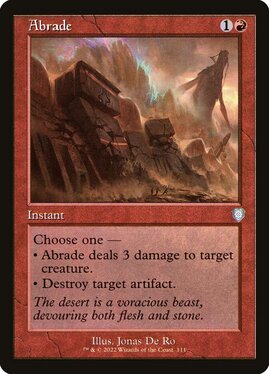 Abrade 1
Instant
Choose one —
• Abrade deals 3 damage to target
creature.
• Destroy target artifact.
The desert is a voracious beast,
devouring both flesh and stone.
Illus. Jonas De Ro
™ & © 2022 Wizards of the Coast 111